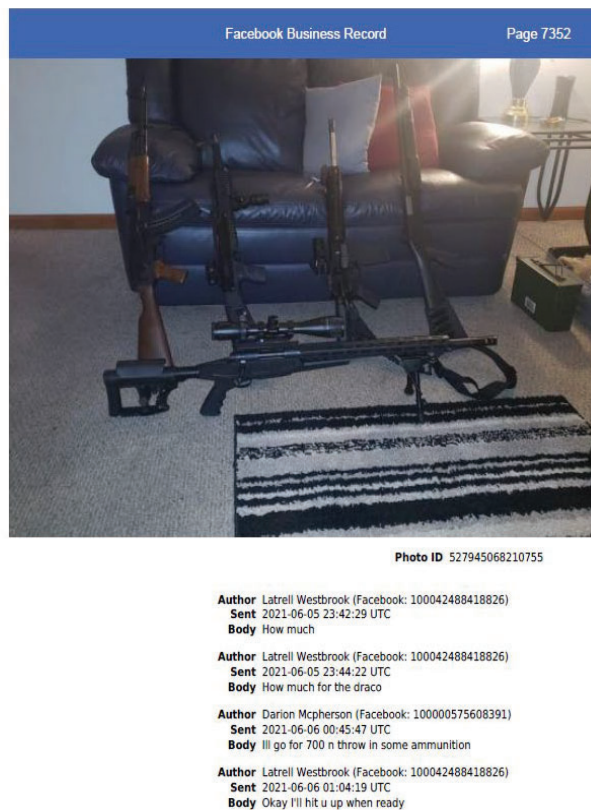 Facebook Business Record Page 7352
Photo ID 527945068210755
Author Latrell Westbrook (Facebook: 100042488418826)
Sent 2021-06-05 23:42:29 UTC
Body How much
Author Latrell Westbrook (Facebook: 100042488418826)
Sent 2021-06-05 23:44:22 UTC
Body How much for the draco
Author Darion Mcpherson (Facebook: 100000575608391)
Sent 2021-06-06 00:45:47 UTC
Body Ill go for 700 n throw in some ammunition
Author Latrell Westbrook (Facebook: 100042488418826)
Sent 2021-06-06 01:04:19 UTC
Body Okay I'll hit u up when ready